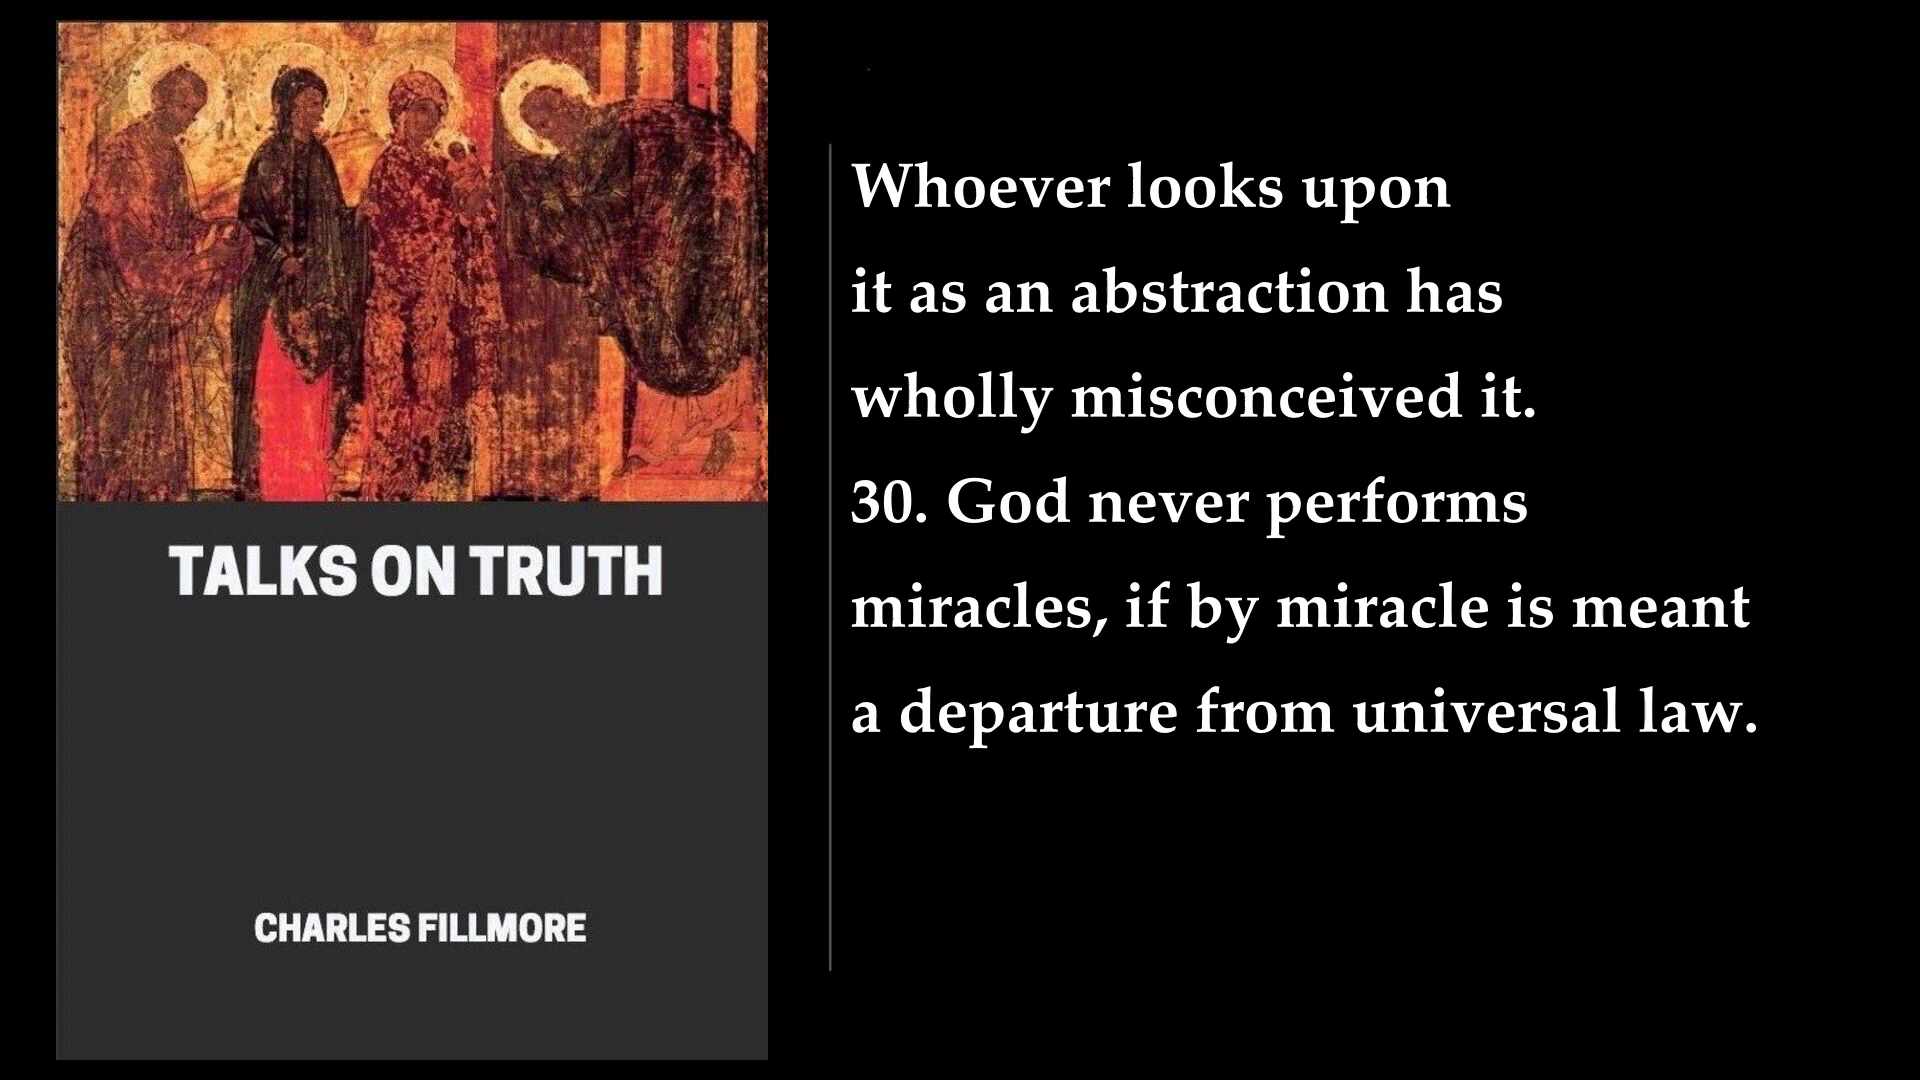 TALKS ON TRUTH
CHARLES FILLMORE
Whoever looks upon
it as an abstraction has
wholly misconceived it.
30. God never performs
miracles, if by miracle is meant
a departure from universal law.